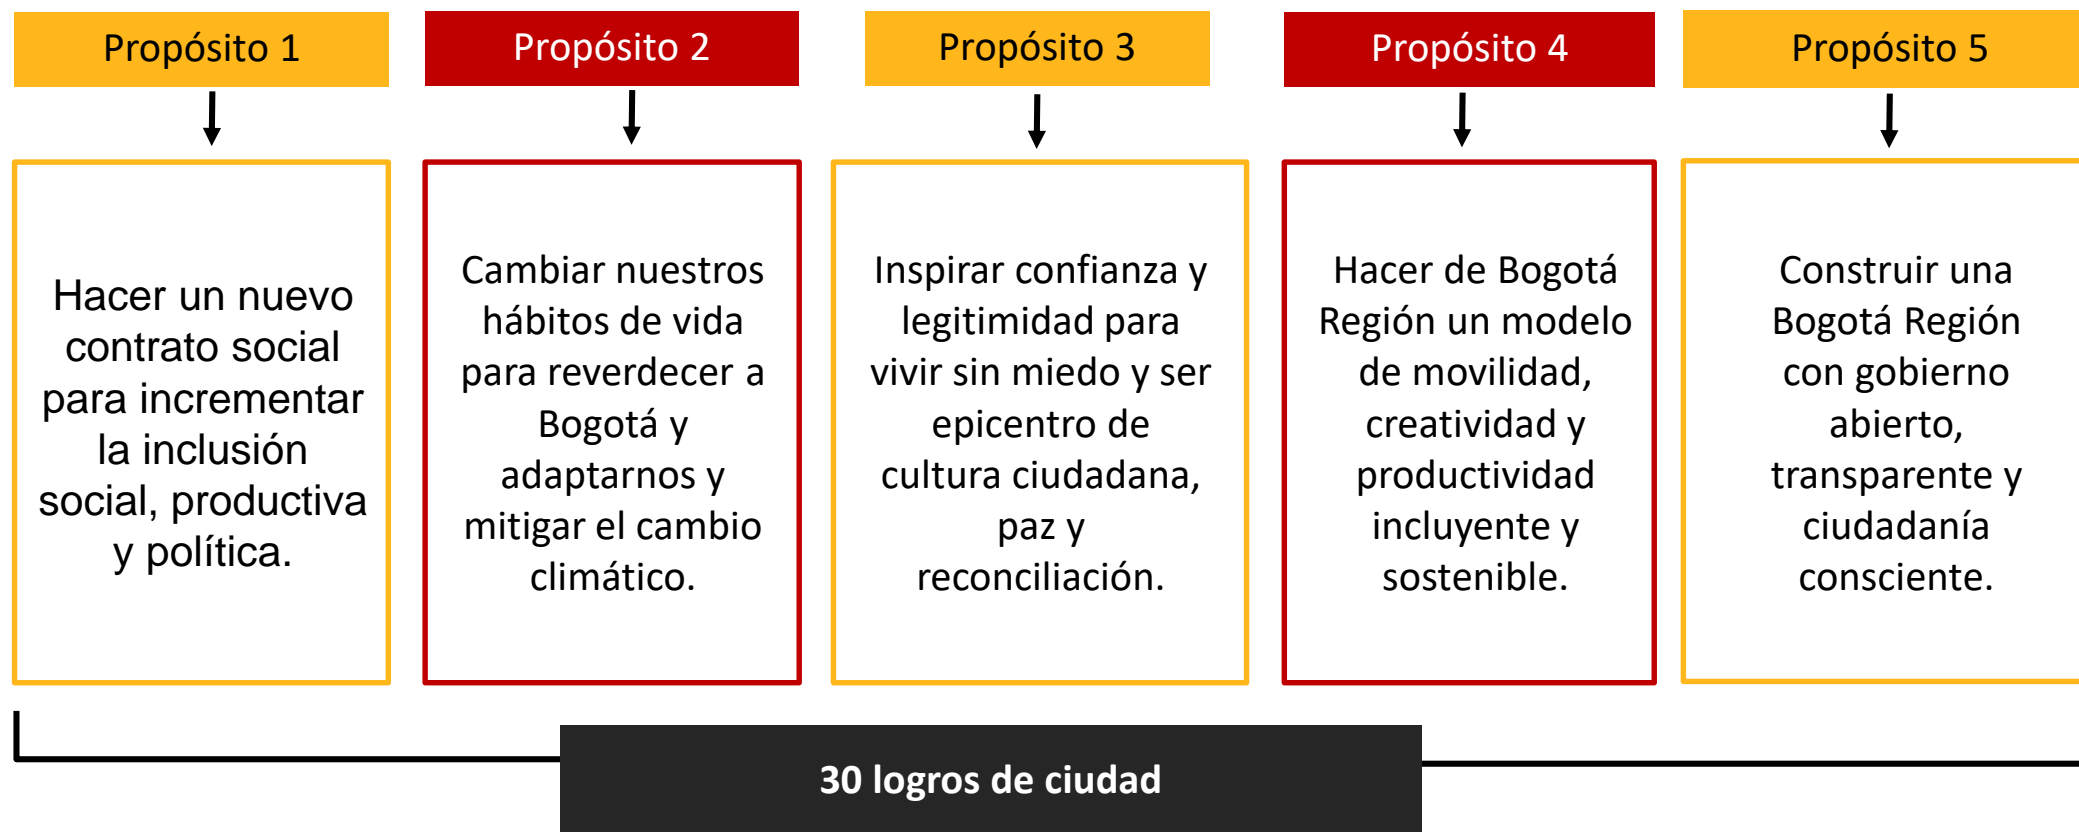 Propósito 1
Propósito 2
Propósito 3
Propósito 4
Propósito 5
Hacer un nuevo
contrato social
para incrementar
la inclusión
social, productiva
y política.
Cambiar nuestros
hábitos de vida
para reverdecer a
Bogotá y
adaptarnos y
mitigar el cambio
climático.
Inspirar confianza y
legitimidad para
vivir sin miedo y ser
epicentro de
cultura ciudadana,
paz y
reconciliación.
Hacer de Bogotá
Región un modelo
de movilidad,
creatividad y
productividad
incluyente y
sostenible.
Construir una
Bogotá Región
con gobierno
abierto,
transparente y
ciudadanía
consciente.
30 logros de ciudad